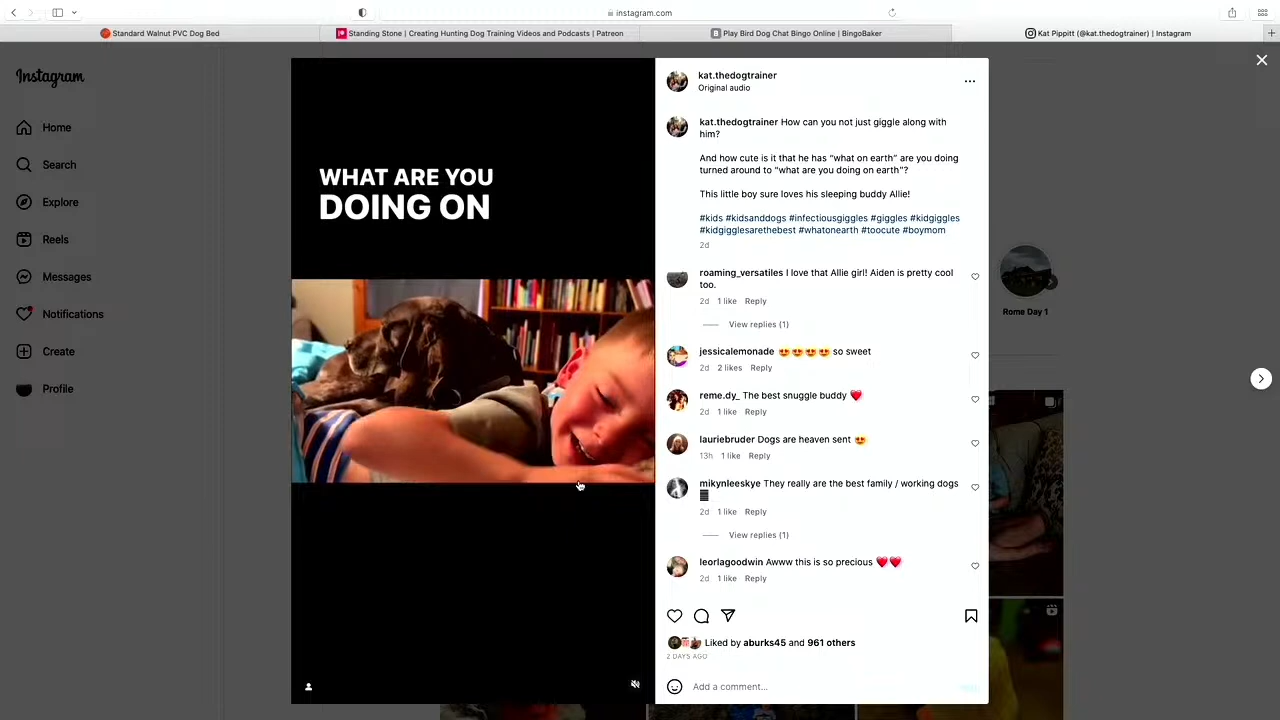 instagram.com
Standard Walnut PVC Dog Bed
Standing Stone | Creating Hunting Dog Training Videos and Podcasts | Patreon
Play Bird Dog Chat Bingo Online | BingoBaker
Kat Pippitt (@kat.thedogtrainer) | Instagram
Instagram
Home
Search
Explore
Reels
Messages
Notifications
Create
Profile
WHAT ARE YOU
DOING ON
kat.thedogtrainer
Original audio
kat.thedogtrainer How can you not just giggle along with
him?
And how cute is it that he has “what on earth” are you doing
turned around to “what are you doing on earth”?
This little boy sure loves his sleeping buddy Allie!
#kids #kidsanddogs #infectiousgiggles #giggles #kidgiggles
#kidgigglesarethebest #whatonearth #toocute #boymom
2d
roaming_versatiles I love that Allie girl! Aiden is pretty cool
too.
2d 1 like Reply
View replies (1)
jessicalemonade 😍😍😍😍 so sweet
2d 2 likes Reply
reme.dy_ The best snuggle buddy ❤️
2d 1 like Reply
lauriebruder Dogs are heaven sent 😍
13h 1 like Reply
mikynleeskye They really are the best family / working dogs
2d 1 like Reply
View replies (1)
leorlagoodwin Awww this is so precious ❤️❤️
2d 1 like Reply
Liked by aburks45 and 961 others
2 DAYS AGO
Add a comment...
Rome Day 1